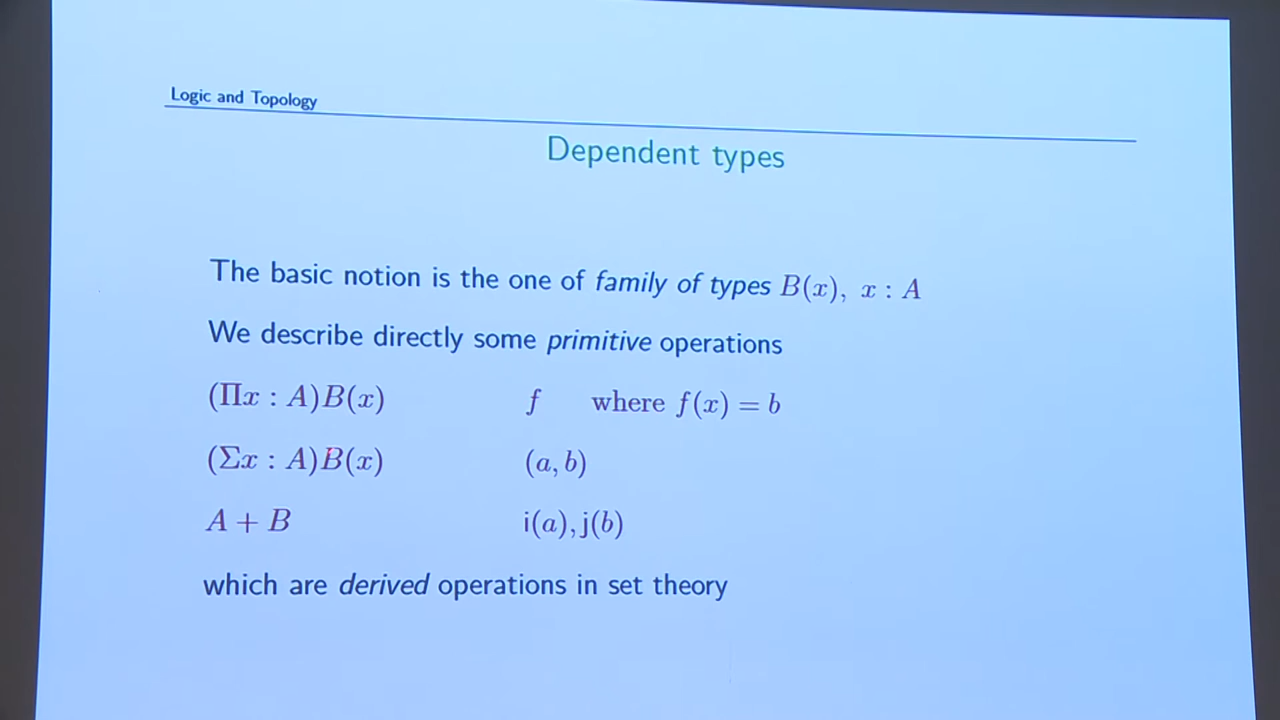 Logic and Topology
Dependent types
The basic notion is the one of family of types B(x), x : A
We describe directly some primitive operations
(Πx : A)B(x) f where f(x) = b
(Σx : A)B(x) (a, b)
A + B i(a), j(b)
which are derived operations in set theory